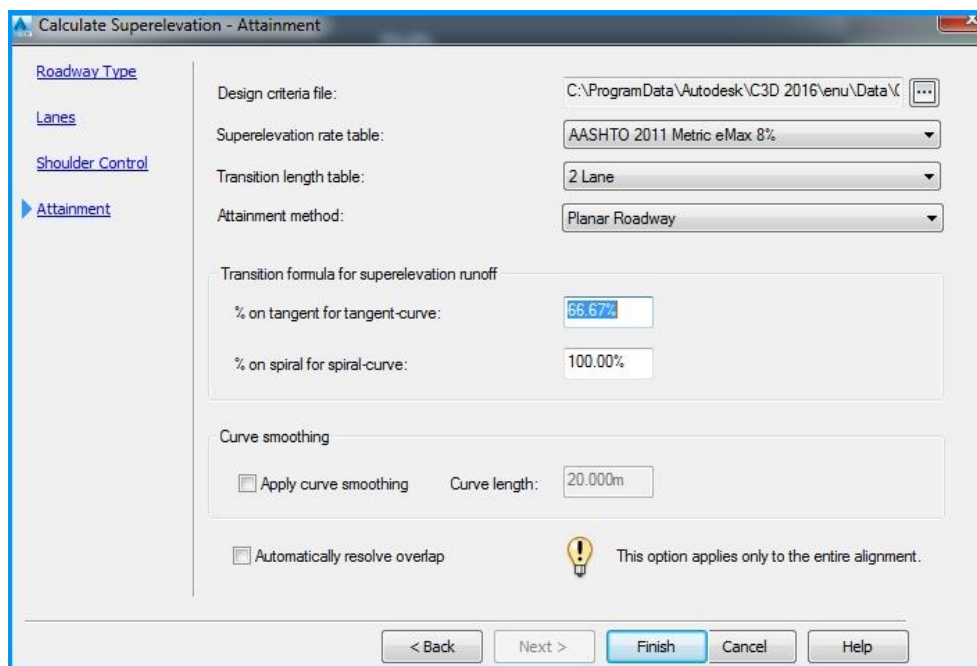 Calculate Superelevation - Attainment
Roadway Type
Lanes
Shoulder Control
Attainment
Design criteria file:
C:\ProgramData\Autodesk\C3D 2016\enu\Data\
...
Superelevation rate table:
AASHTO 2011 Metric eMax 8%
Transition length table:
2 Lane
Attainment method:
Planar Roadway
Transition formula for superelevation runoff
% on tangent for tangent-curve:
66.67%
% on spiral for spiral-curve:
100.00%
Curve smoothing
Apply curve smoothing
Curve length:
20.000m
Automatically resolve overlap
This option applies only to the entire alignment.
< Back
Next >
Finish
Cancel
Help